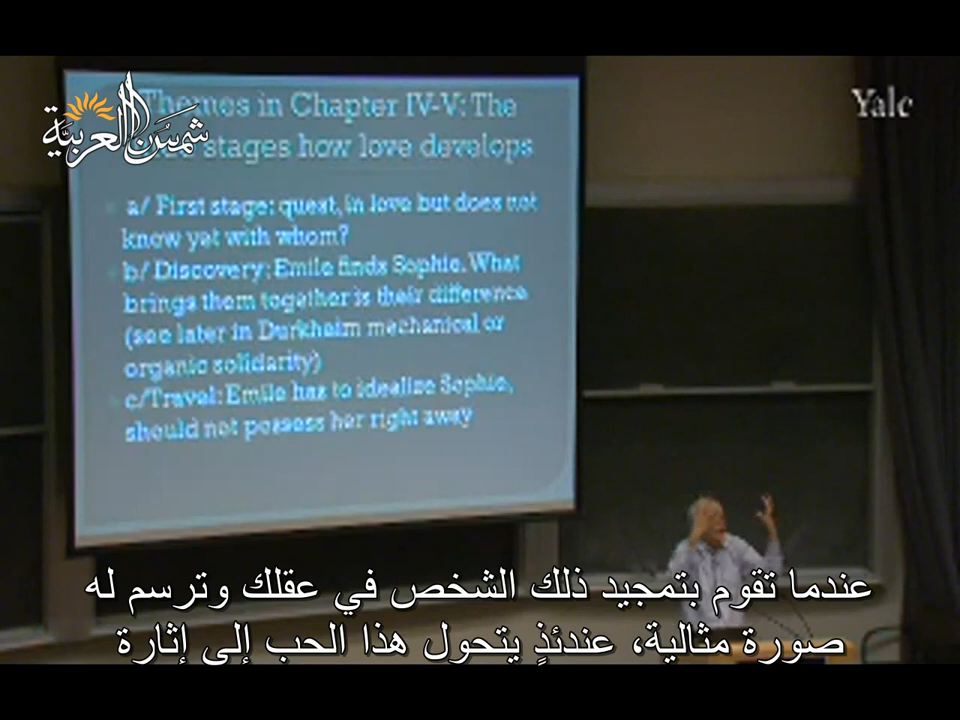 شمس العربية
Yale
Themes in Chapter IV-V: The
stages how love develops
a/ First stage: quest, in love but does not
know yet with whom?
b/ Discovery: Emile finds Sophie. What
brings them together is their difference
(see later in Durkheim mechanical or
organic solidarity)
c/Travel: Emile has to idealize Sophie,
should not possess her right away
عندما تقوم بتمجيد ذلك الشخص في عقلك وترسم له
صورة مثالية، عندئذٍ يتحول هذا الحب إلى إثارة